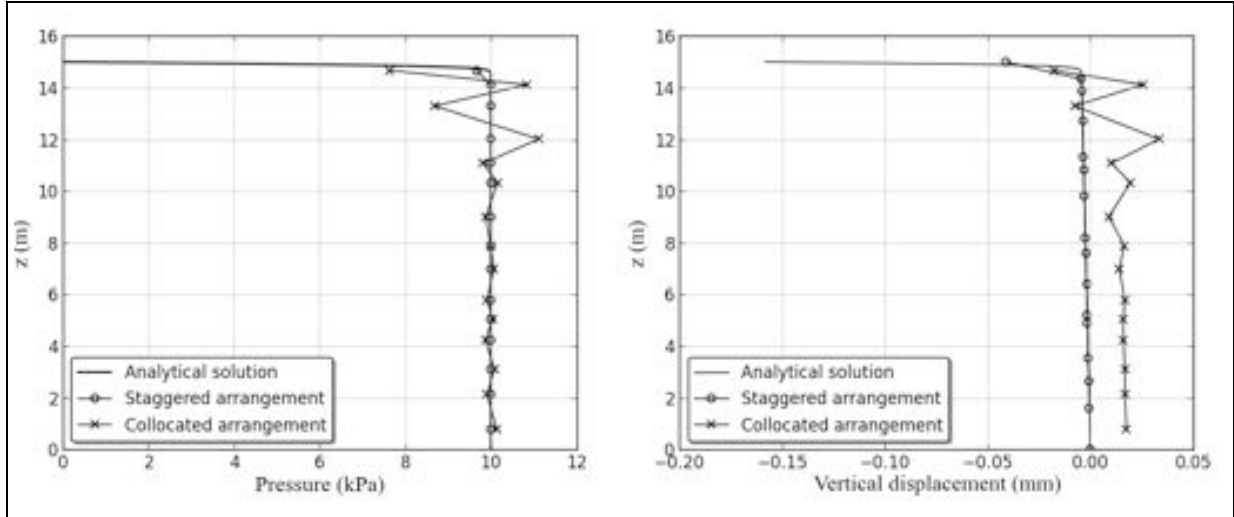 16
14
12
10
8
6
4
2
0
z (m)
0 2 4 6 8 10 12
Pressure (kPa)
Analytical solution
Staggered arrangement
Collocated arrangement
16
14
12
10
8
6
4
2
0
z (m)
−0.20 −0.15 −0.10 −0.05 0.00 0.05
Vertical displacement (mm)
Analytical solution
Staggered arrangement
Collocated arrangement